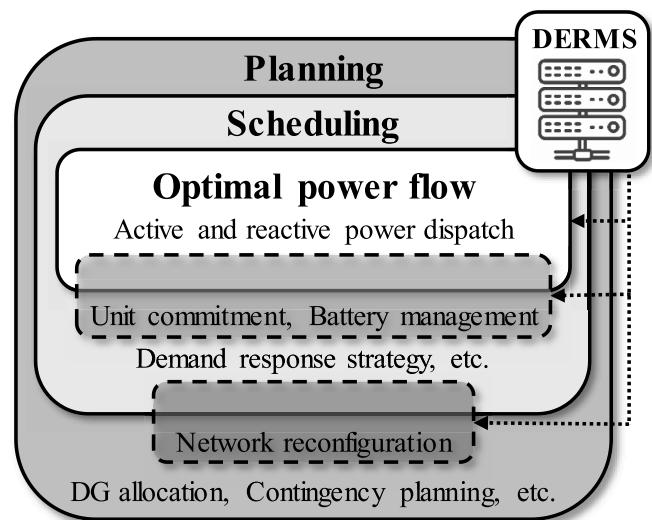 DERMS
Planning
Scheduling
Optimal power flow
Active and reactive power dispatch
Unit commitment, Battery management
Demand response strategy, etc.
Network reconfiguration
DG allocation, Contingency planning, etc.